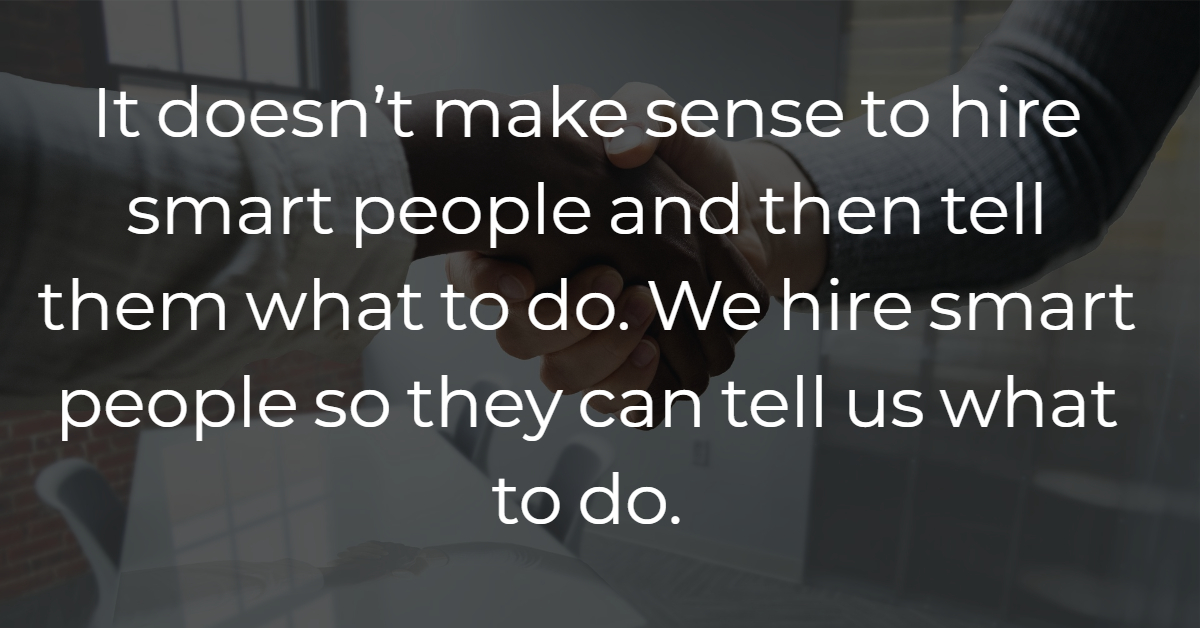 It doesn’t make sense to hire
smart people and then tell
them what to do. We hire smart
people so they can tell us what
to do.